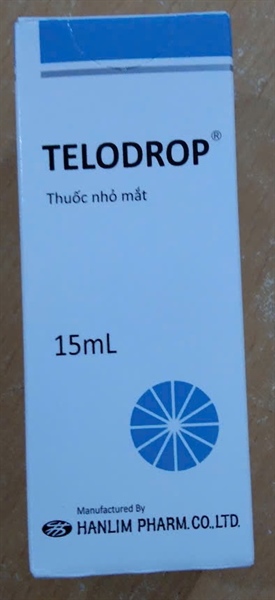 TELODROP®
Thuốc nhỏ mắt
15mL
Manufactured By
HANLIM PHARM.CO.,LTD.